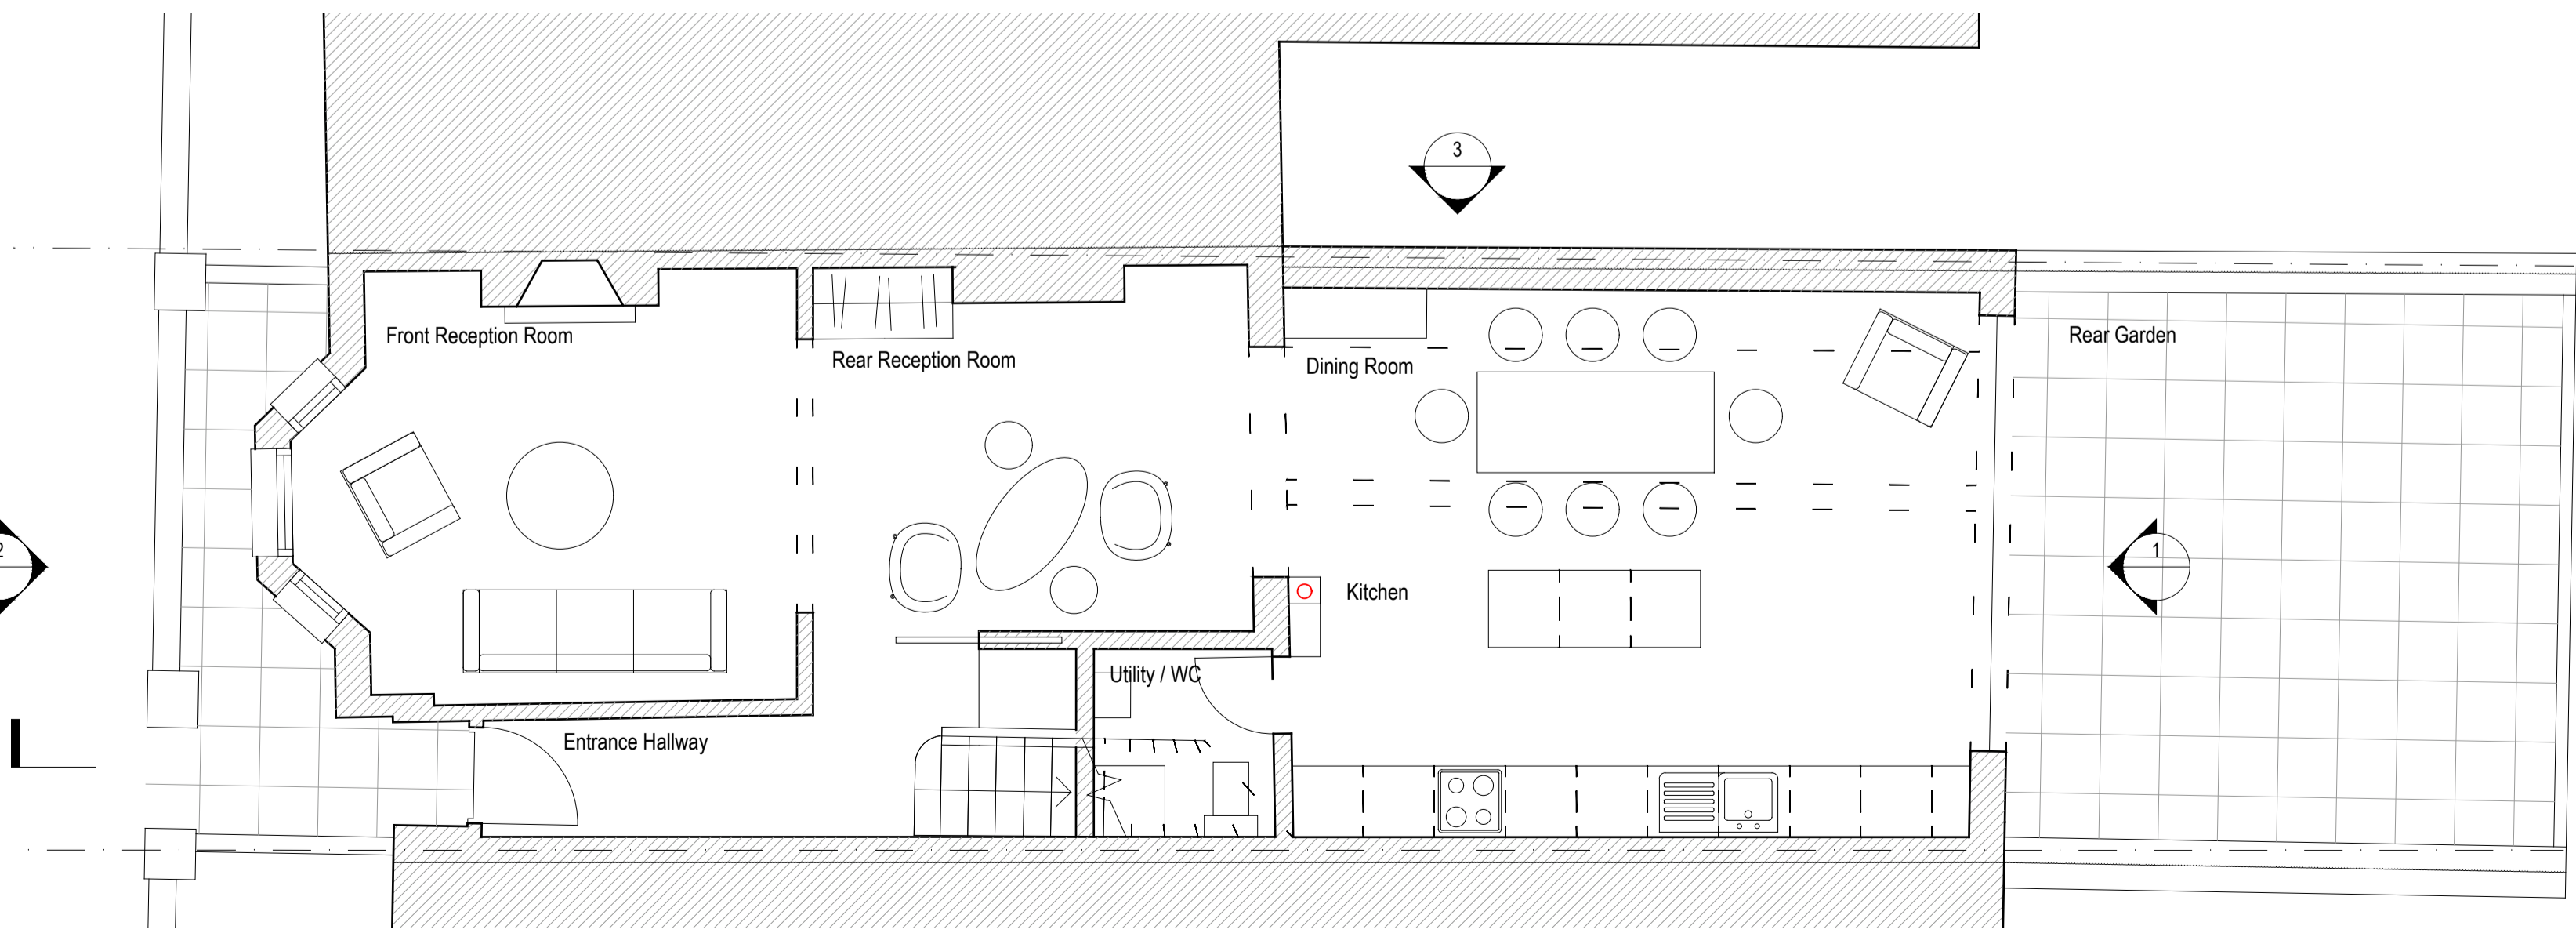 3
Front Reception Room
Rear Reception Room
Dining Room
Rear Garden
2
1
Kitchen
Utility / WC
Entrance Hallway